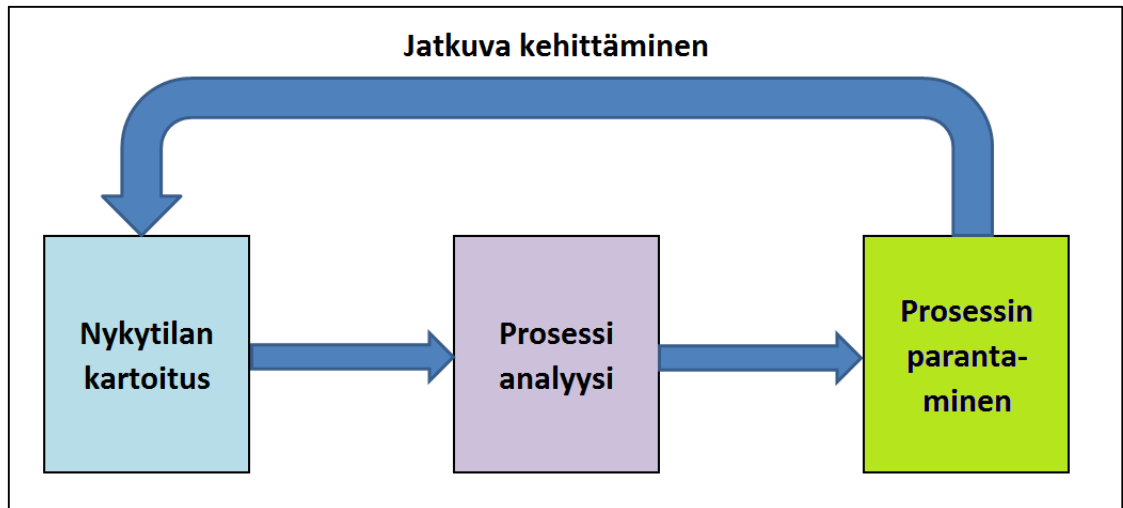 Jatkuva kehittäminen
Nykytilan
kartoitus
Prosessi
analyysi
Prosessin
paranta-
minen